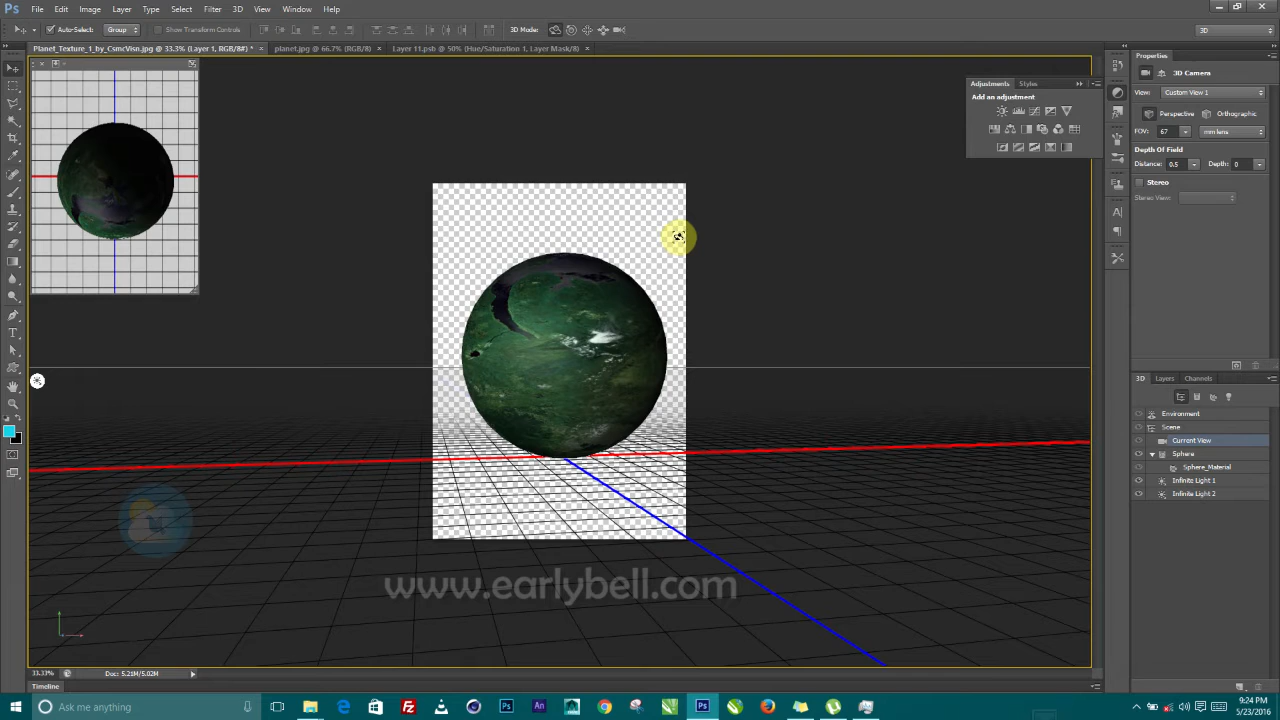 Ps File Edit Image Layer Type Select Filter 3D View Window Help
Auto-Select: Group Show Transform Controls 3D Mode: 3D
Planet_Texture_1_by_CsmcVisn.jpg @ 33.3% (Layer 1, RGB/8#) * × planet.jpg @ 66.7% (RGB/8) × Layer 11.psb @ 50% (Hue/Saturation 1, Layer Mask/8) ×
Properties
3D Camera
Adjustments Styles
View: Custom View 1
Add an adjustment
Perspective Orthographic
FOV: 67 mm lens
Depth Of Field
Distance: 0.5 Depth: 0
Stereo
Stereo View:
3D Layers Channels
Environment
Scene
Current View
Sphere
Sphere_Material
Infinite Light 1
Infinite Light 2
www.earlybell.com
33.33% Doc: 5.21M/5.02M
Timeline
Ask me anything
9:24 PM
5/23/2016